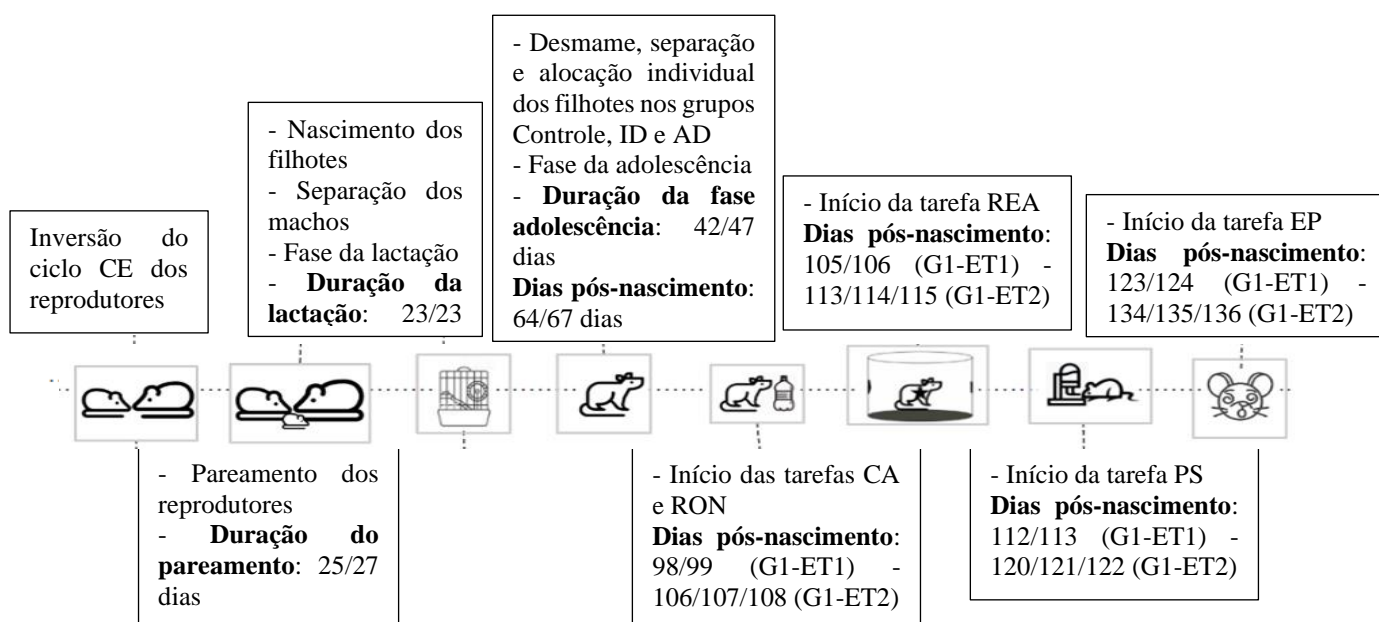 Inversão do
ciclo CE dos
reprodutores
- Pareamento dos
reprodutores
- Duração do
pareamento: 25/27
dias
- Nascimento dos
filhotes
- Separação dos
machos
- Fase da lactação
- Duração da
lactação: 23/23
- Desmame, separação
e alocação individual
dos filhotes nos grupos
Controle, ID e AD
- Fase da adolescência
- Duração da fase
adolescência: 42/47
dias
Dias pós-nascimento:
64/67 dias
- Início das tarefas CA
e RON
Dias pós-nascimento:
98/99 (G1-ET1) -
106/107/108 (G1-ET2)
- Início da tarefa REA
Dias pós-nascimento:
105/106 (G1-ET1) -
113/114/115 (G1-ET2)
- Início da tarefa PS
Dias pós-nascimento:
112/113 (G1-ET1) -
120/121/122 (G1-ET2)
- Início da tarefa EP
Dias pós-nascimento:
123/124 (G1-ET1) -
134/135/136 (G1-ET2)